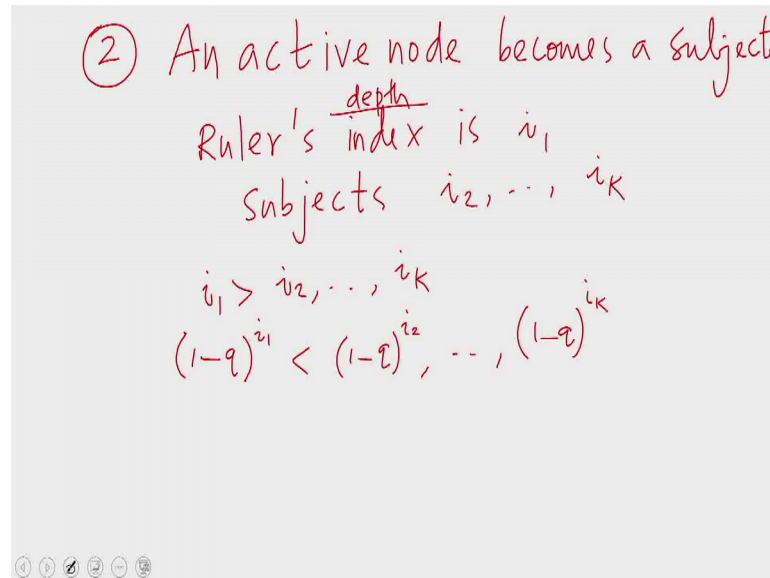 ② An active node becomes a subject
depth
Ruler's index is i₁
subjects i₂, .., iₖ
i₁ > i₂, .., iₖ
(1-q)^i₁ < (1-q)^i₂, .., (1-q)^iₖ